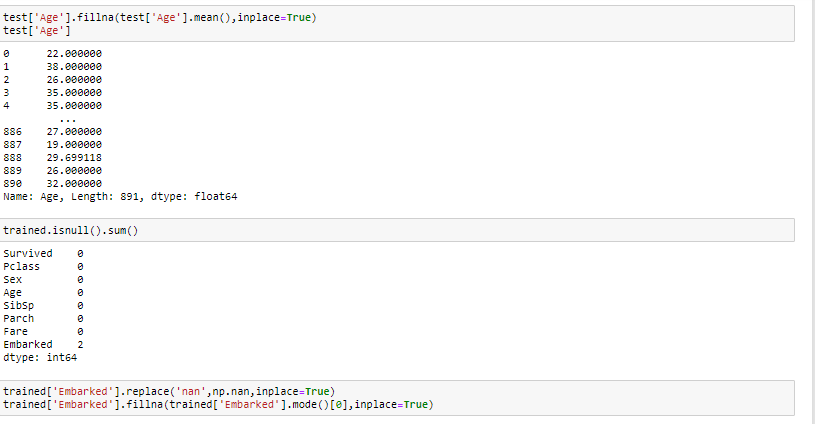 test['Age'].fillna(test['Age'].mean(),inplace=True)
test['Age']
0      22.000000
1      38.000000
2      26.000000
3      35.000000
4      35.000000
         ...
886    27.000000
887    19.000000
888    29.699118
889    26.000000
890    32.000000
Name: Age, Length: 891, dtype: float64
trained.isnull().sum()
Survived    0
Pclass      0
Sex         0
Age         0
SibSp       0
Parch       0
Fare        0
Embarked    2
dtype: int64
trained['Embarked'].replace('nan',np.nan,inplace=True)
trained['Embarked'].fillna(trained['Embarked'].mode()[0],inplace=True)